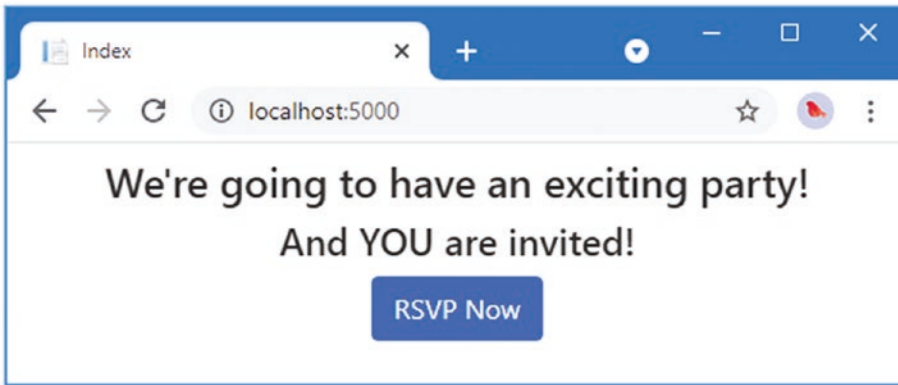 Index
localhost:5000
We're going to have an exciting party!
And YOU are invited!
RSVP Now